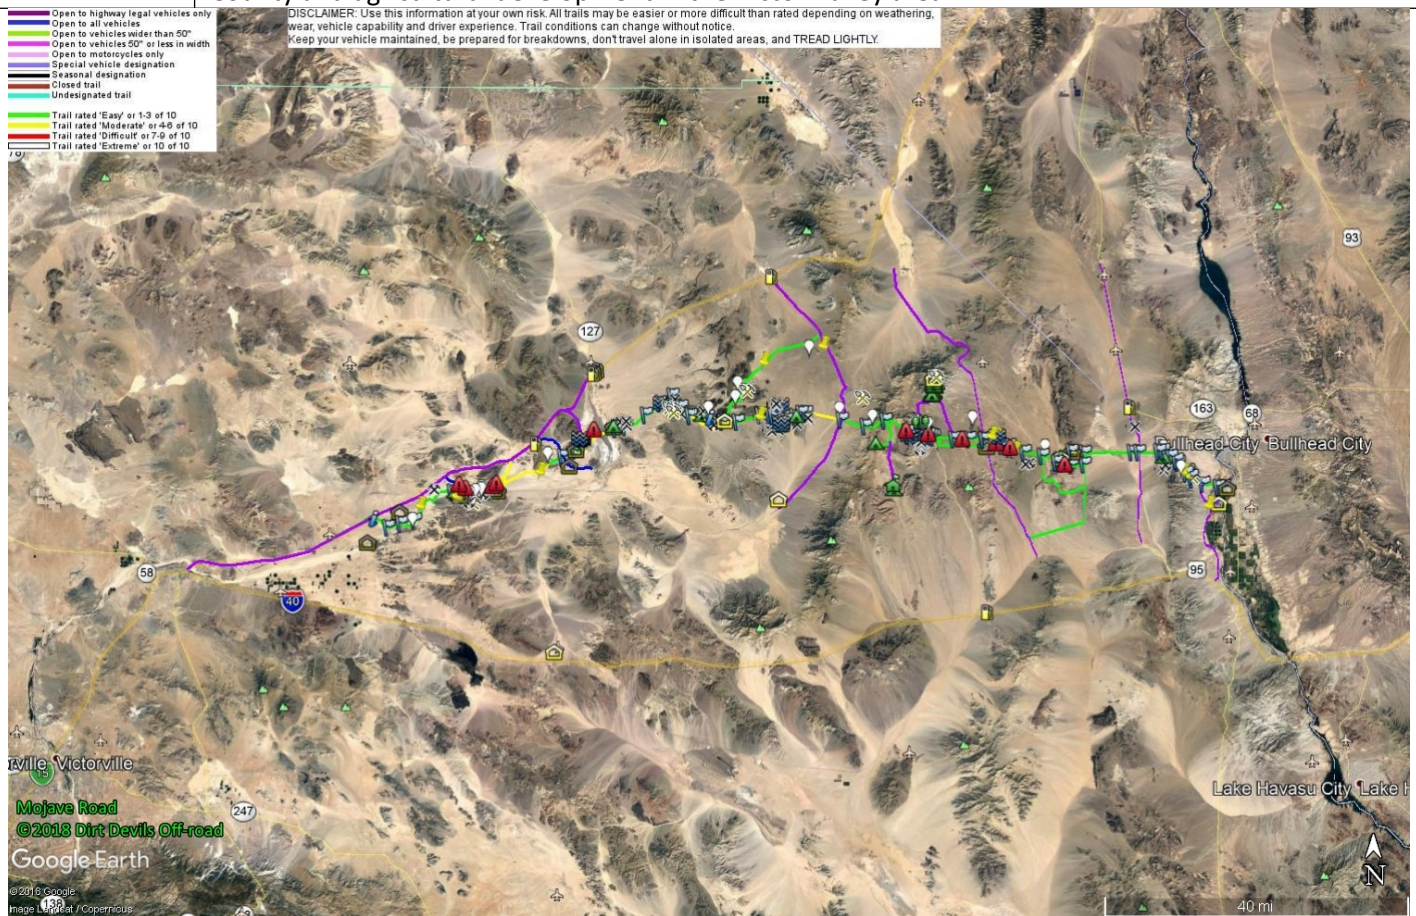 Open to highway legal vehicles only
Open to all vehicles
Open to vehicles wider than 50"
Open to vehicles 50" or less in width
Open to motorcycles only
Special vehicle designation
Seasonal designation
Closed trail
Undesignated trail
Trail rated 'Easy' or 1-3 of 10
Trail rated 'Moderate' or 4-6 of 10
Trail rated 'Difficult' or 7-9 of 10
Trail rated 'Extreme' or 10 of 10
DISCLAIMER: Use this information at your own risk. All trails may be easier or more difficult than rated depending on weathering,
wear, vehicle capability and driver experience. Trail conditions can change without notice.
Keep your vehicle maintained, be prepared for breakdowns, don't travel alone in isolated areas, and TREAD LIGHTLY.
93
127
163
68
Bullhead City Bullhead City
58
40
95
Victorville
15
Lake Havasu City Lake H
247
Mojave Road
©2018 Dirt Devils Off-road
Google Earth
©2018 Google
Image Landsat / Copernicus
138
N
40 mi